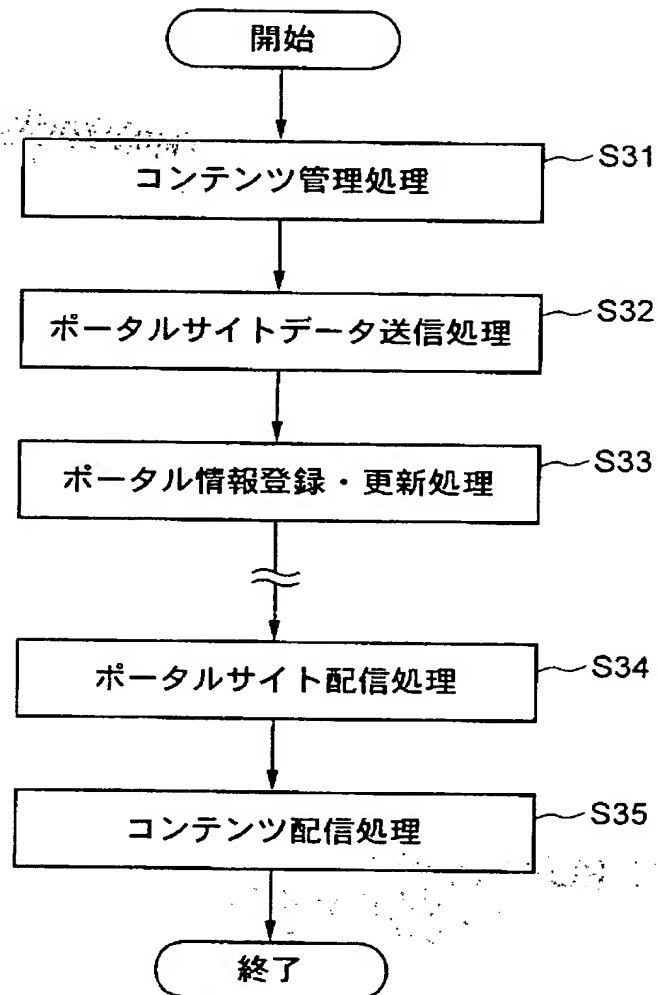 開始
コンテンツ管理処理 S31
ポータルサイトデータ送信処理 S32
ポータル情報登録・更新処理 S33
ポータルサイト配信処理 S34
コンテンツ配信処理 S35
終了